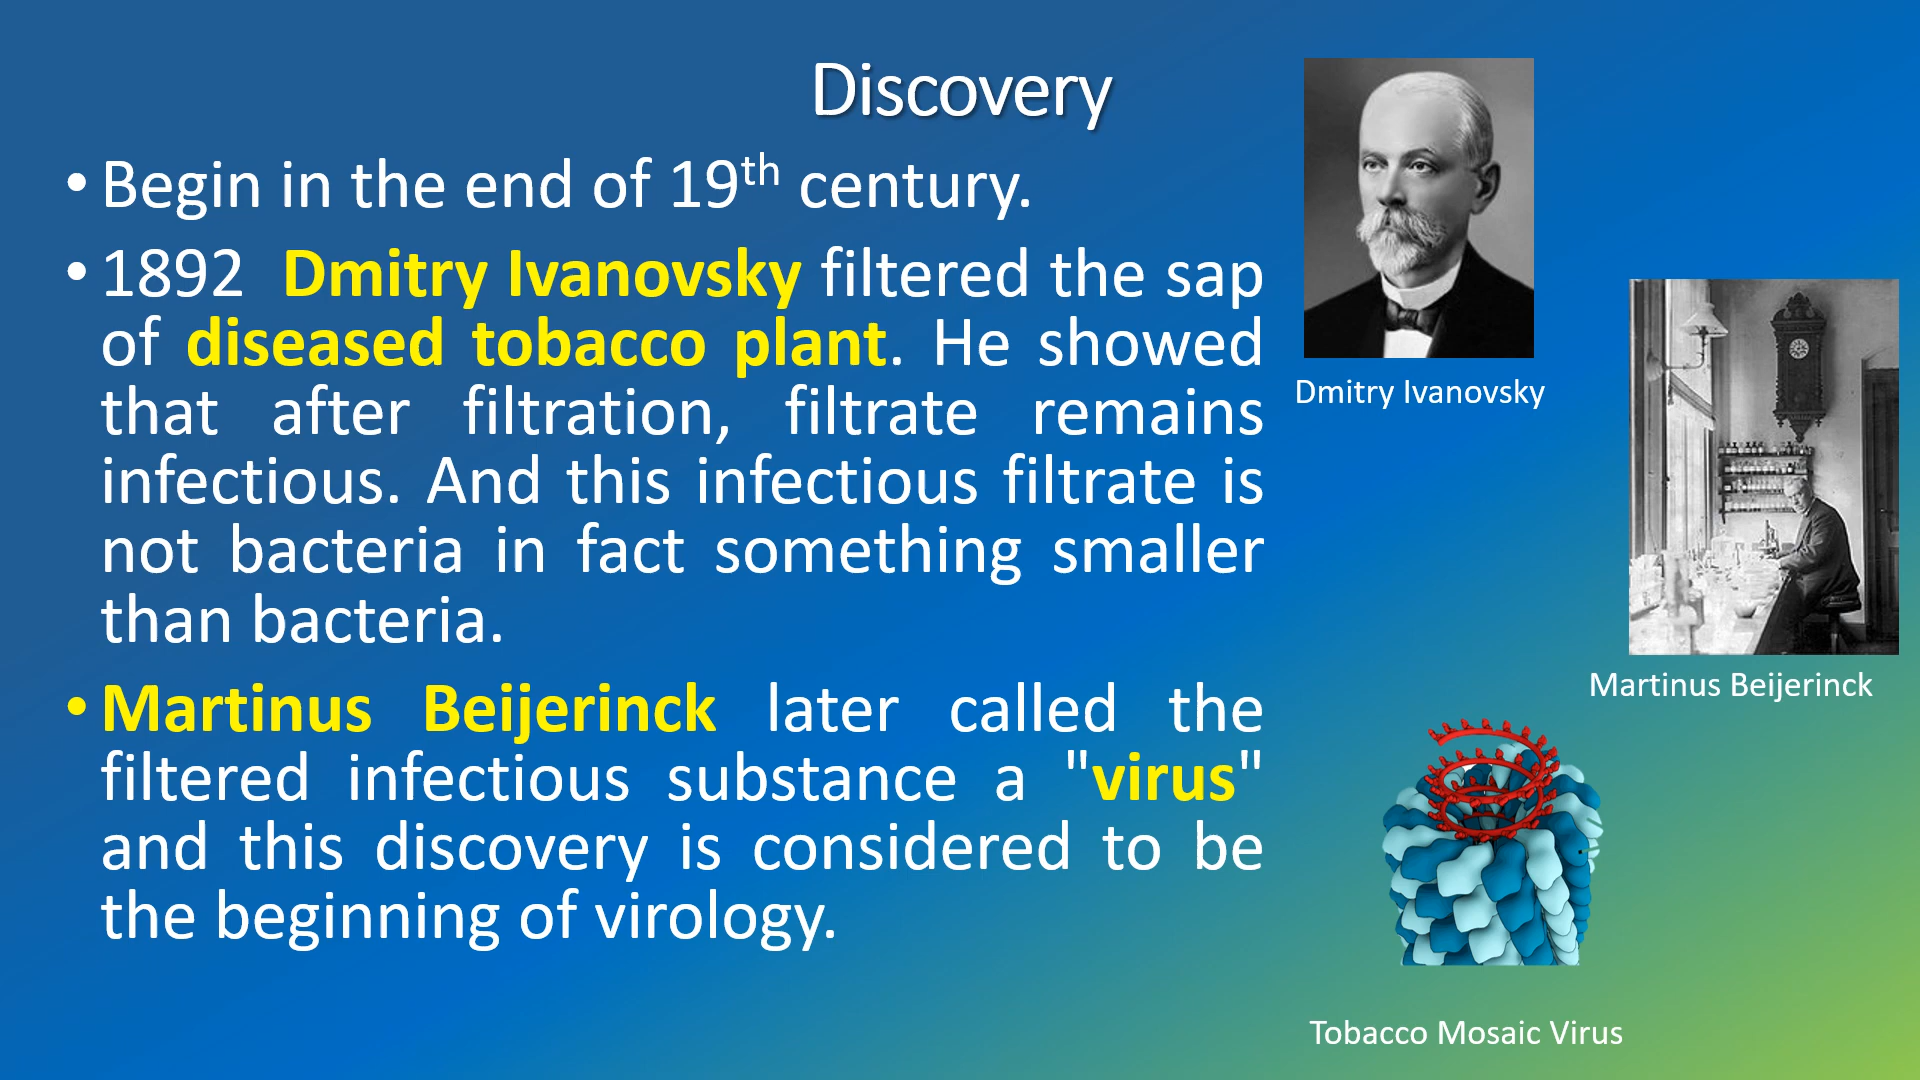 Discovery
• Begin in the end of 19th century.
• 1892 Dmitry Ivanovsky filtered the sap
of diseased tobacco plant. He showed
that after filtration, filtrate remains
infectious. And this infectious filtrate is
not bacteria in fact something smaller
than bacteria.
• Martinus Beijerinck later called the
filtered infectious substance a "virus"
and this discovery is considered to be
the beginning of virology.
Dmitry Ivanovsky
Martinus Beijerinck
Tobacco Mosaic Virus